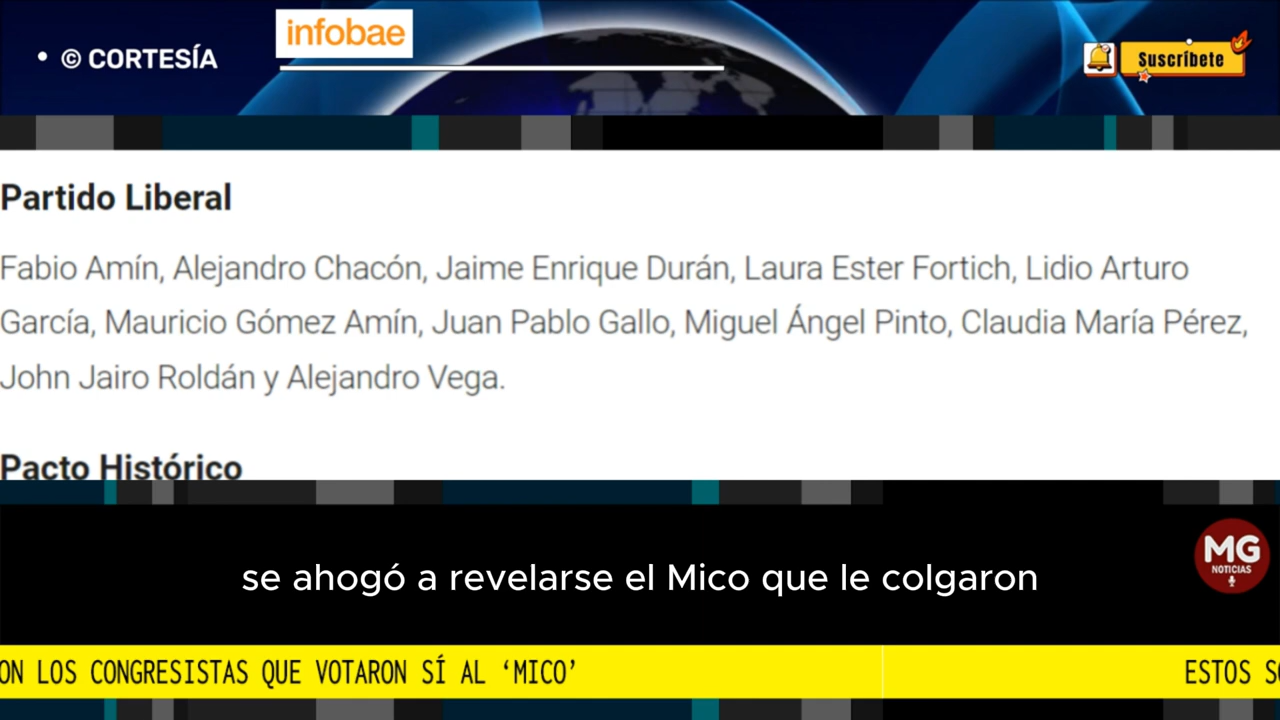 infobae
• © CORTESÍA
Suscríbete
Partido Liberal
Fabio Amín, Alejandro Chacón, Jaime Enrique Durán, Laura Ester Fortich, Lidio Arturo
García, Mauricio Gómez Amín, Juan Pablo Gallo, Miguel Ángel Pinto, Claudia María Pérez,
John Jairo Roldán y Alejandro Vega.
Pacto Histórico
MG
NOTICIAS
se ahogó a revelarse el Mico que le colgaron
ON LOS CONGRESISTAS QUE VOTARON SÍ AL ‘MICO’
ESTOS SO